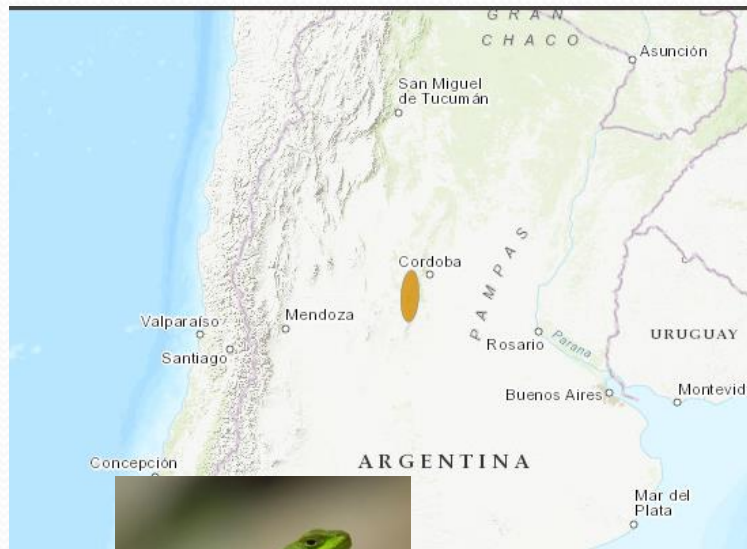 GRAN
CHACO
Asunción
San Miguel
de Tucumán
Cordoba
PAMPAS
Valparaíso
Mendoza
Santiago
Rosario
Parana
URUGUAY
Buenos Aires
Montevid
Concepción
ARGENTINA
Mar del
Plata